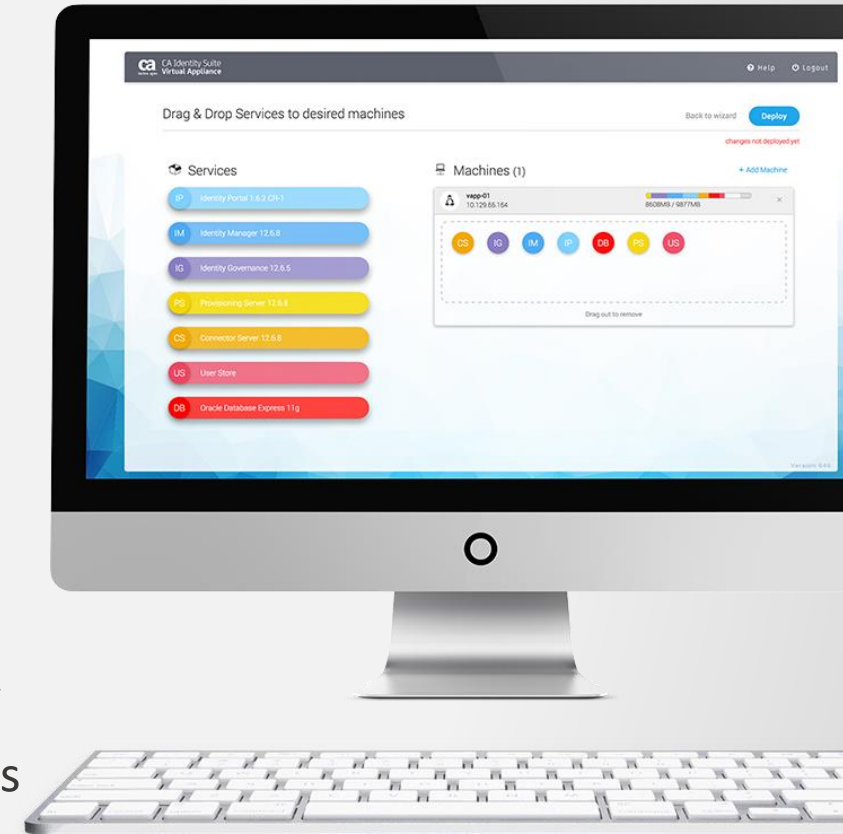 ca
CA Identity Suite
Virtual Appliance
Help
Logout
Drag & Drop Services to desired machines
Back to wizard
Deploy
changes not deployed yet
Services
Machines (1)
+ Add Machine
IP Identity Portal 1.6.2 CR-1
IM Identity Manager 12.6.8
IG Identity Governance 12.6.5
PS Provisioning Server 12.6.8
CS Connector Server 12.6.8
US User Store
DB Oracle Database Express 11g
vapp-01
10.129.65.164
8608MB / 9877MB
×
CS IG IM IP DB PS US
Drag out to remove
s